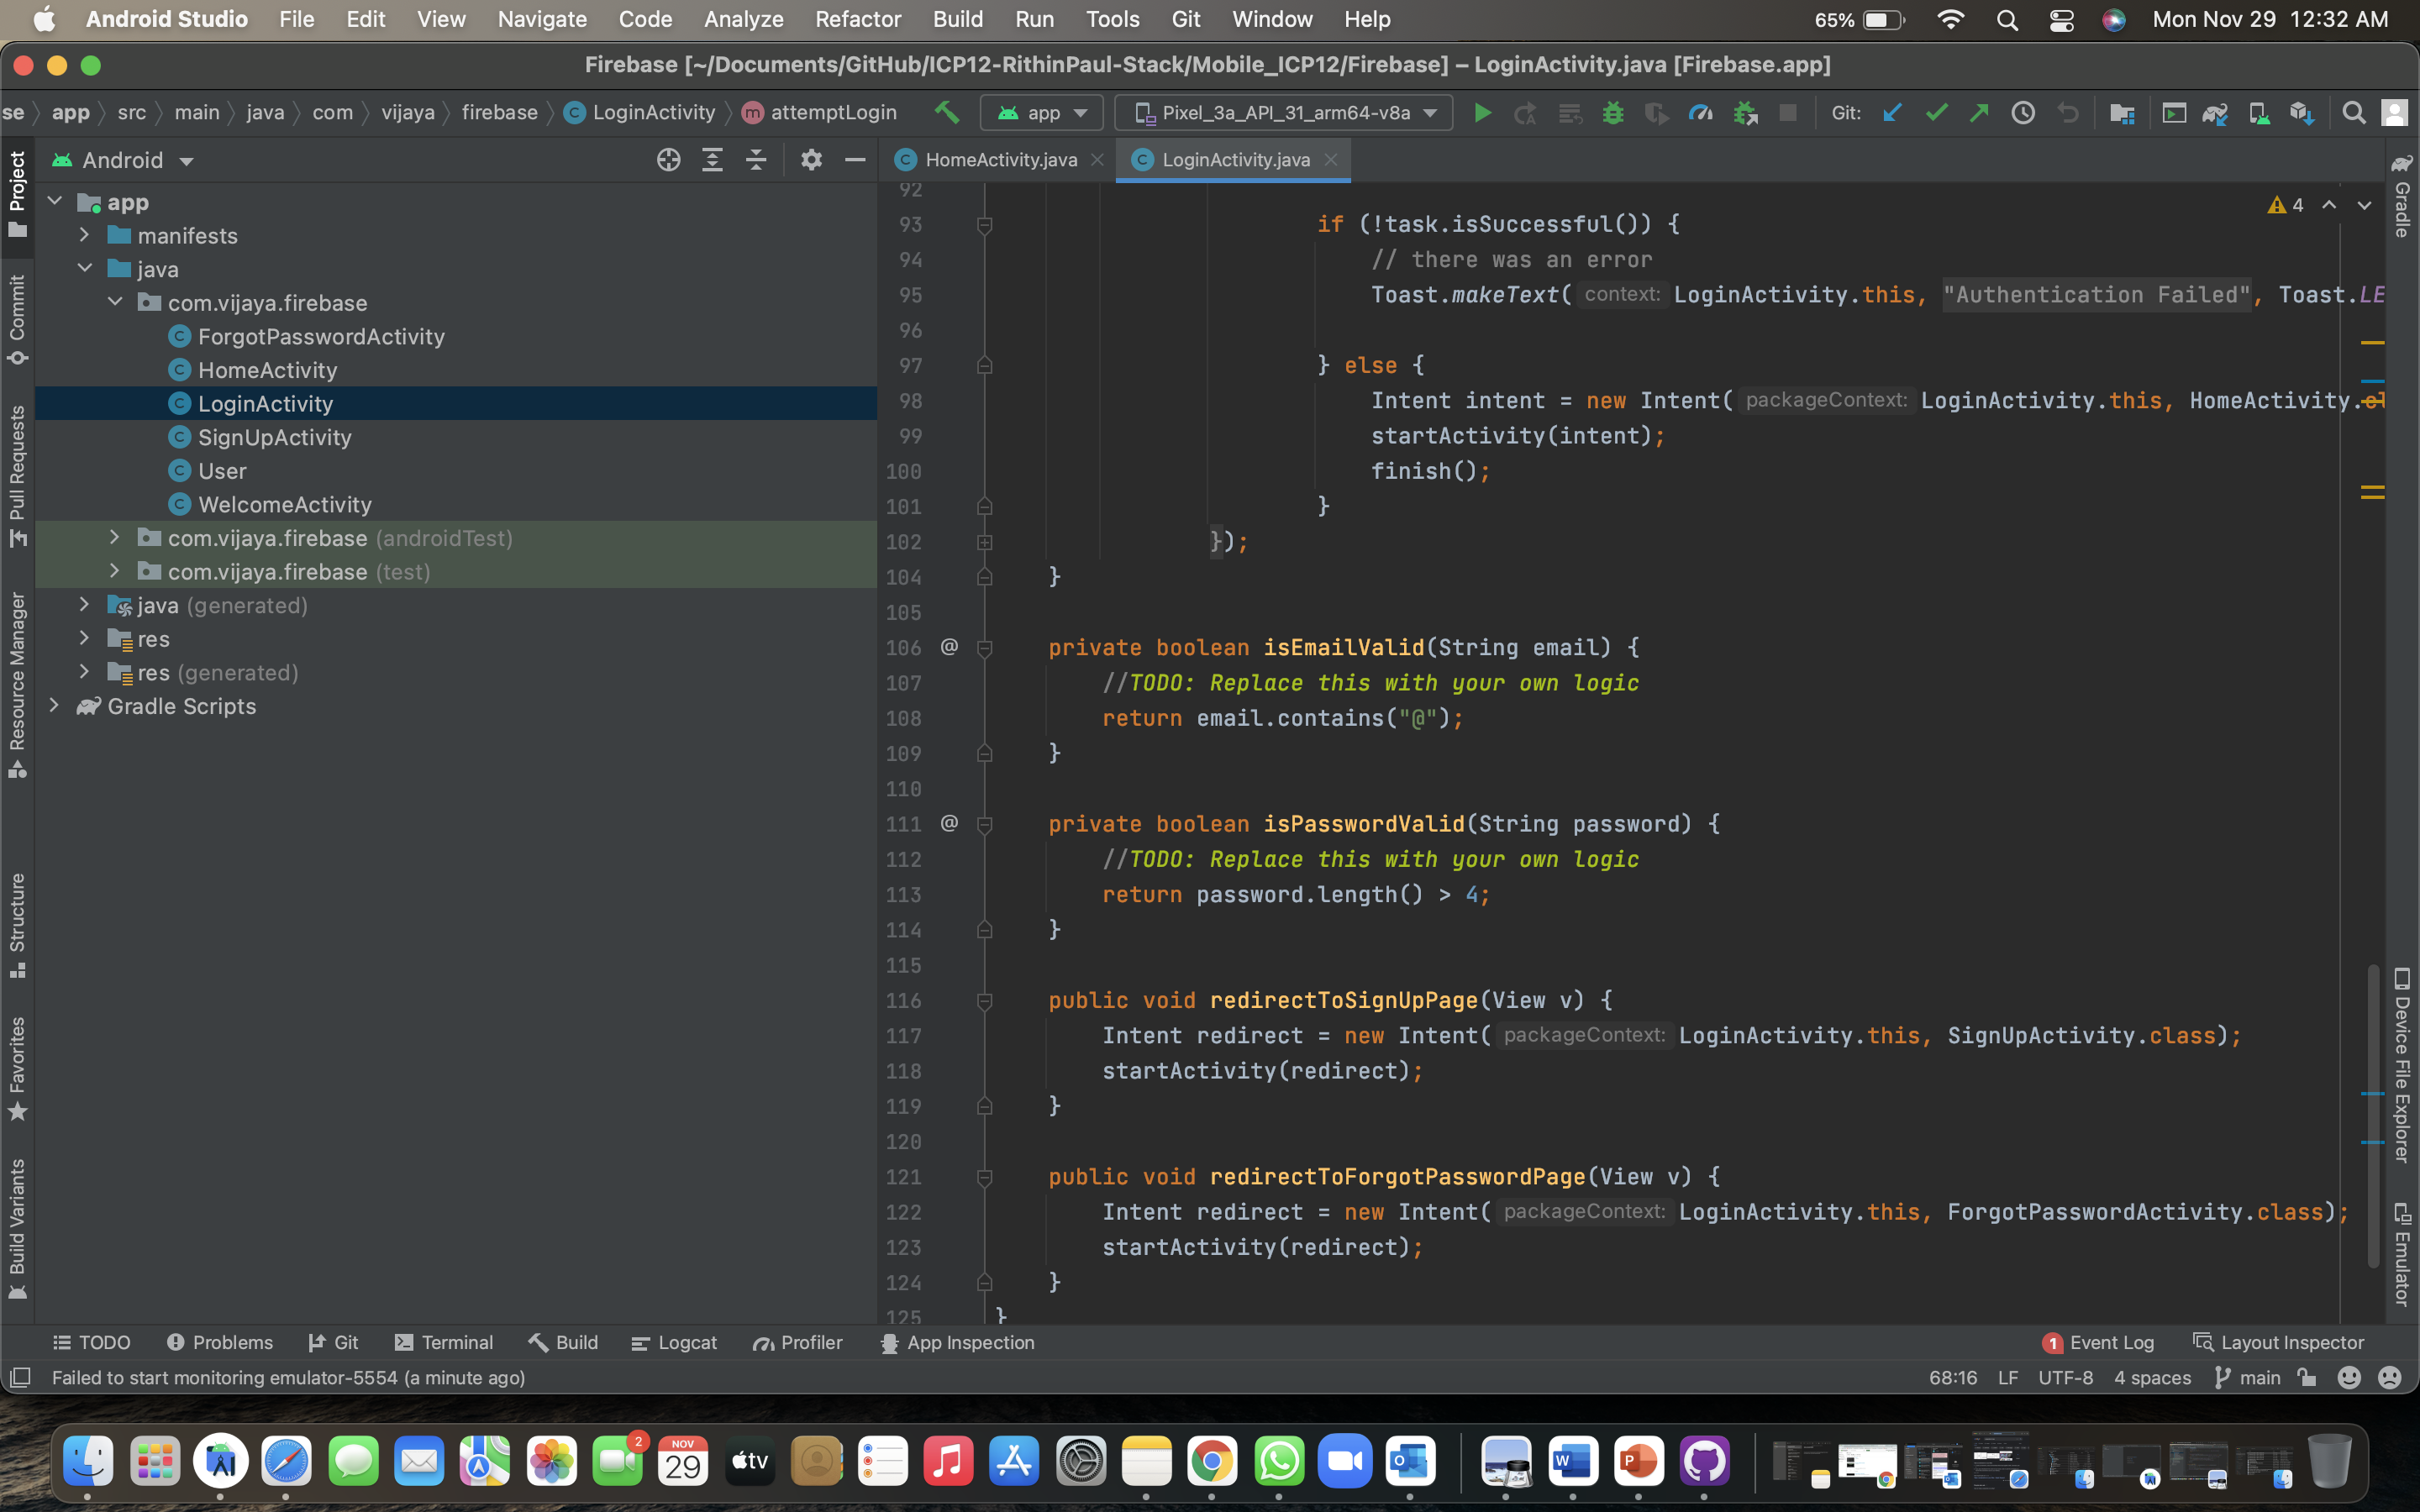 Android Studio File Edit View Navigate Code Analyze Refactor Build Run Tools Git Window Help 65% Mon Nov 29 12:32 AM
Firebase [~/Documents/GitHub/ICP12-RithinPaul-Stack/Mobile_ICP12/Firebase] – LoginActivity.java [Firebase.app]
se app src main java com vijaya firebase C LoginActivity m attemptLogin app Pixel_3a_API_31_arm64-v8a Git:
Android
HomeActivity.java LoginActivity.java
Project
Commit
Pull Requests
Resource Manager
Structure
Favorites
Build Variants
app
manifests
java
com.vijaya.firebase
ForgotPasswordActivity
HomeActivity
LoginActivity
SignUpActivity
User
WelcomeActivity
com.vijaya.firebase (androidTest)
com.vijaya.firebase (test)
java (generated)
res
res (generated)
Gradle Scripts
4
92
93 if (!task.isSuccessful()) {
94 // there was an error
95 Toast.makeText( context: LoginActivity.this, "Authentication Failed", Toast.LE
96
97 } else {
98 Intent intent = new Intent( packageContext: LoginActivity.this, HomeActivity.cl
99 startActivity(intent);
100 finish();
101 }
102 });
104 }
105
106 @ private boolean isEmailValid(String email) {
107 //TODO: Replace this with your own logic
108 return email.contains("@");
109 }
110
111 @ private boolean isPasswordValid(String password) {
112 //TODO: Replace this with your own logic
113 return password.length() > 4;
114 }
115
116 public void redirectToSignUpPage(View v) {
117 Intent redirect = new Intent( packageContext: LoginActivity.this, SignUpActivity.class);
118 startActivity(redirect);
119 }
120
121 public void redirectToForgotPasswordPage(View v) {
122 Intent redirect = new Intent( packageContext: LoginActivity.this, ForgotPasswordActivity.class);
123 startActivity(redirect);
124 }
125 }
Gradle
Device File Explorer
Emulator
TODO Problems Git Terminal Build Logcat Profiler App Inspection 1 Event Log Layout Inspector
Failed to start monitoring emulator-5554 (a minute ago) 68:16 LF UTF-8 4 spaces main
2
NOV
29
tv
W
P
O